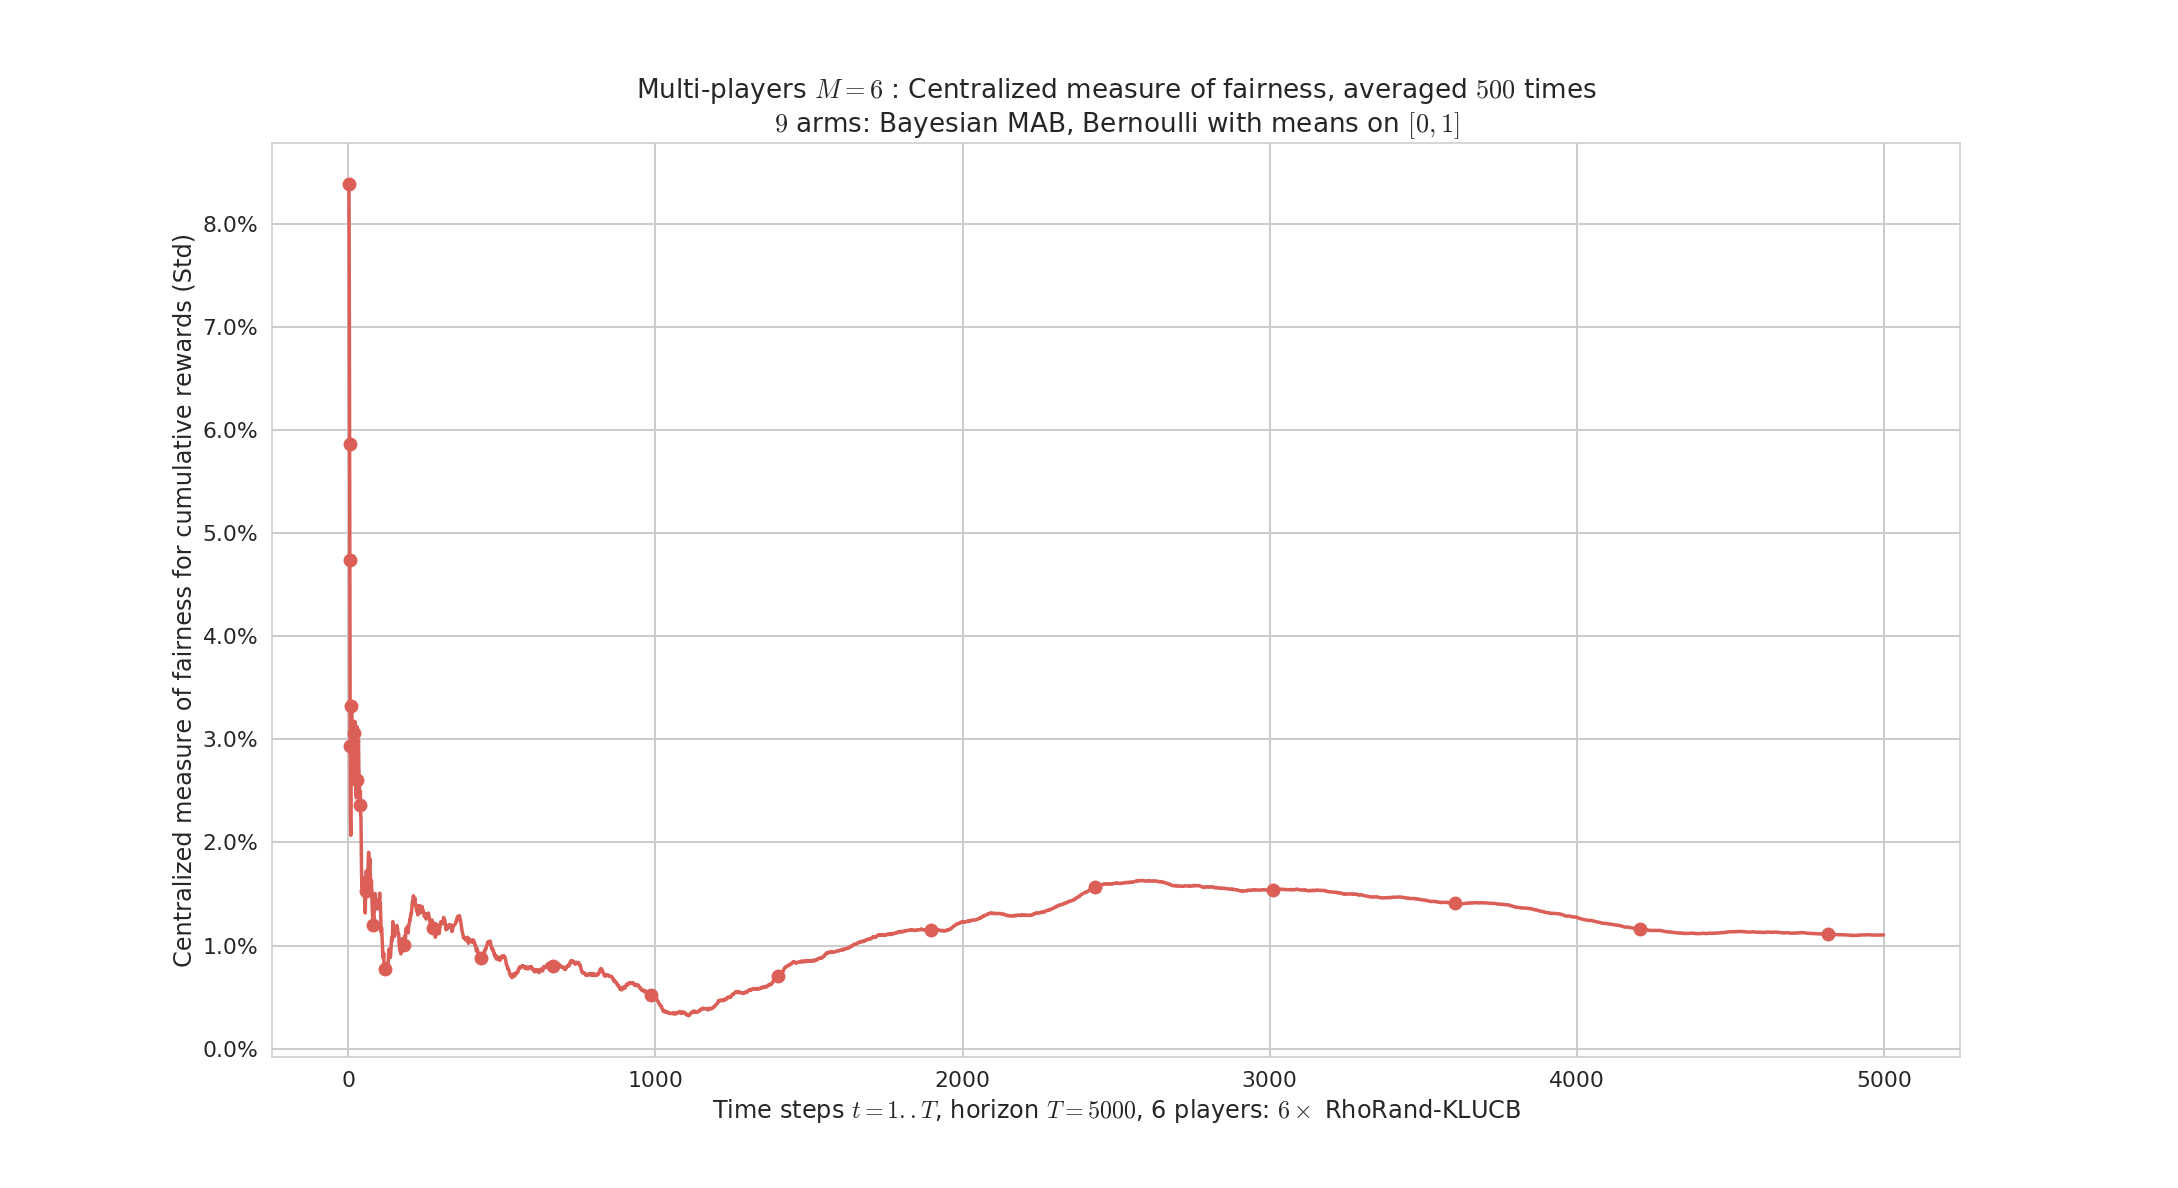 Multi-players M = 6 : Centralized measure of fairness, averaged 500 times
9 arms: Bayesian MAB, Bernoulli with means on [0, 1]
Centralized measure of fairness for cumulative rewards (Std)
8.0%
7.0%
6.0%
5.0%
4.0%
3.0%
2.0%
1.0%
0.0%
0 1000 2000 3000 4000 5000
Time steps t = 1..T, horizon T = 5000, 6 players: 6× RhoRand-KLUCB